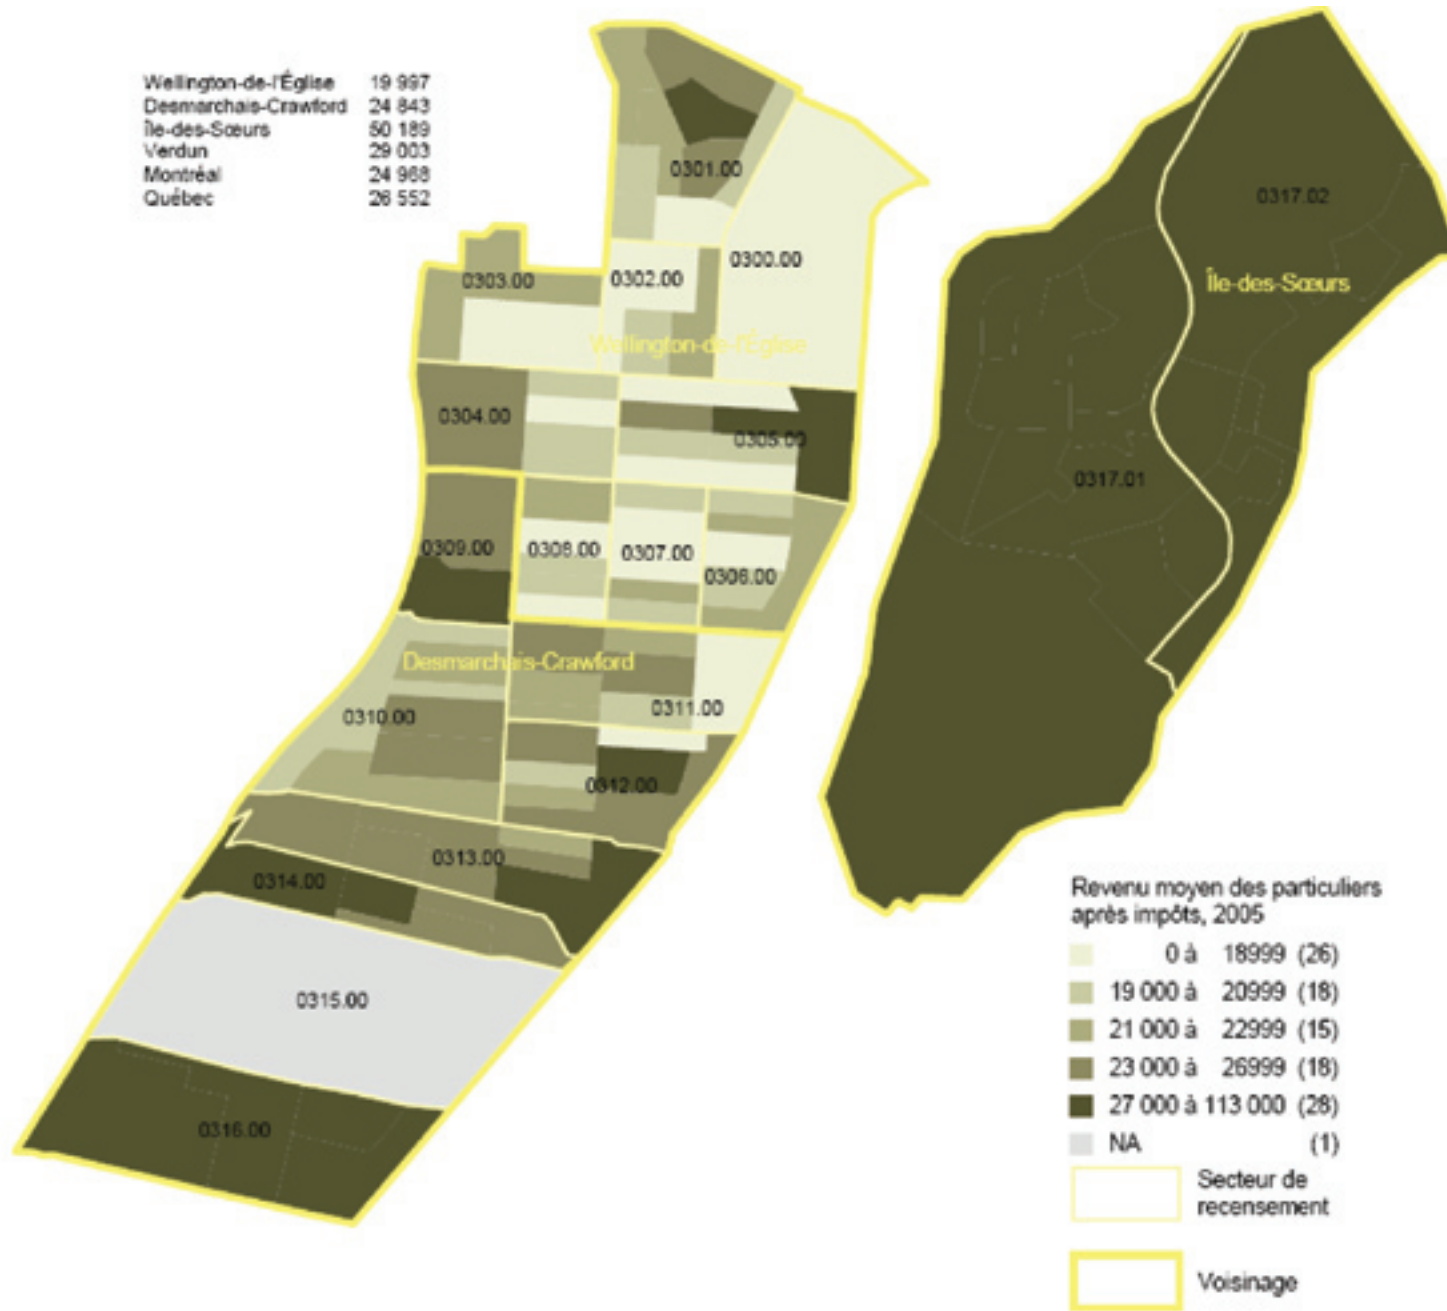 Wellington-de-l'Église 19 997
Desmarchais-Crawford 24 843
Île-des-Sœurs 50 189
Verdun 29 003
Montréal 24 968
Québec 26 552
0301.00
0317.02
0300.00
0302.00
0303.00
Île-des-Sœurs
Wellington-de-l'Église
0304.00
0305.00
0317.01
0309.00
0308.00
0307.00
0306.00
Desmarchais-Crawford
0311.00
0310.00
0312.00
0313.00
0314.00
0315.00
0316.00
Revenu moyen des particuliers
après impôts, 2005
0 à 18999 (26)
19 000 à 20999 (18)
21 000 à 22999 (15)
23 000 à 26999 (18)
27 000 à 113 000 (28)
NA (1)
Secteur de
recensement
Voisinage